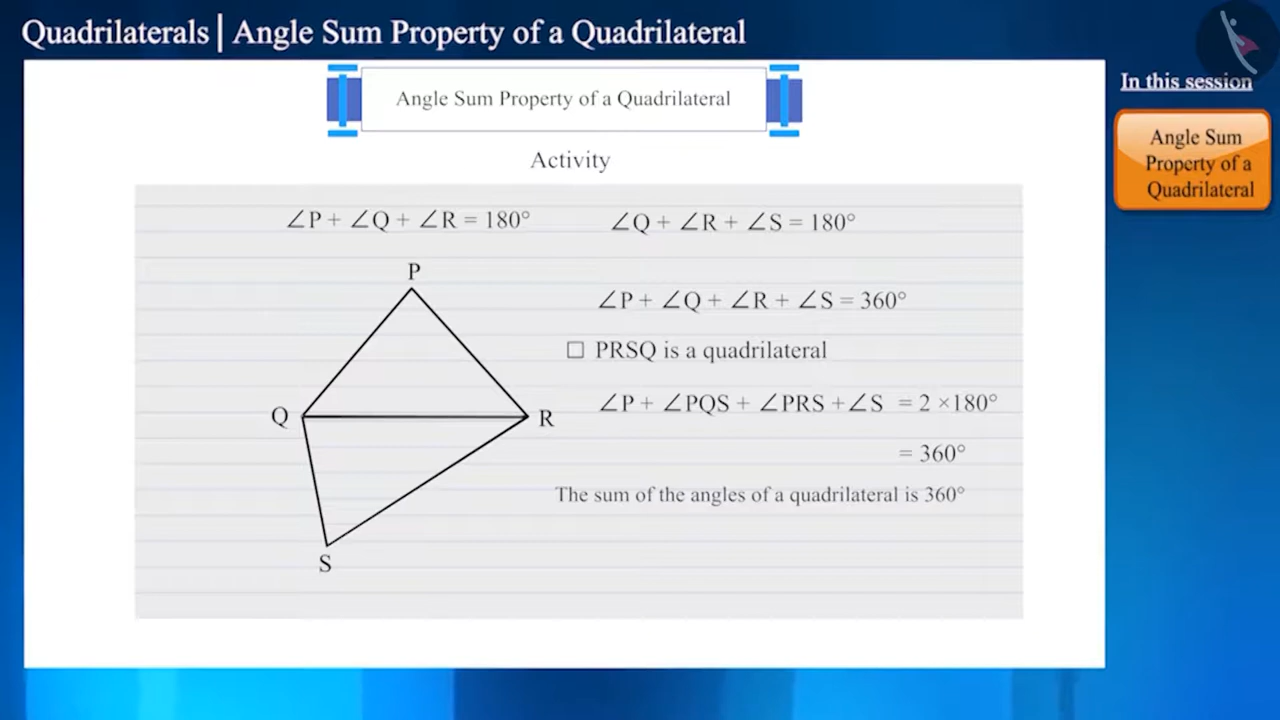 Quadrilaterals | Angle Sum Property of a Quadrilateral
In this session
Angle Sum
Property of a
Quadrilateral
Angle Sum Property of a Quadrilateral
Activity
∠P + ∠Q + ∠R = 180°
∠Q + ∠R + ∠S = 180°
P
∠P + ∠Q + ∠R + ∠S = 360°
□ PRSQ is a quadrilateral
∠P + ∠PQS + ∠PRS +∠S = 2 ×180°
Q
R
= 360°
The sum of the angles of a quadrilateral is 360°
S